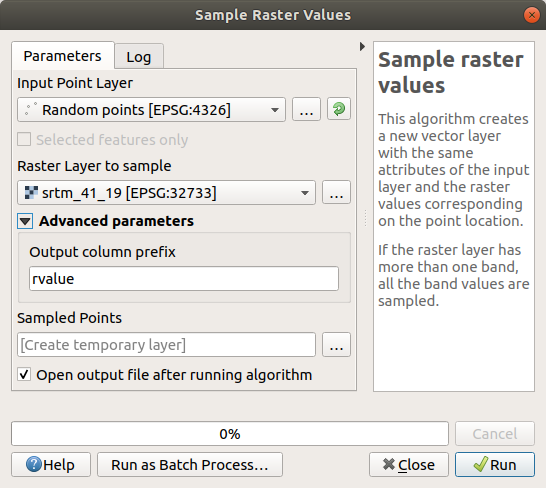 Sample Raster Values
Parameters
Log
Input Point Layer
Random points [EPSG:4326]
...
Selected features only
Raster Layer to sample
srtm_41_19 [EPSG:32733]
...
Advanced parameters
Output column prefix
rvalue
Sampled Points
[Create temporary layer]
...
Open output file after running algorithm
Sample raster
values
This algorithm creates
a new vector layer
with the same
attributes of the input
layer and the raster
values corresponding
on the point location.
If the raster layer has
more than one band,
all the band values are
sampled.
0%
Cancel
Help
Run as Batch Process...
Close
Run